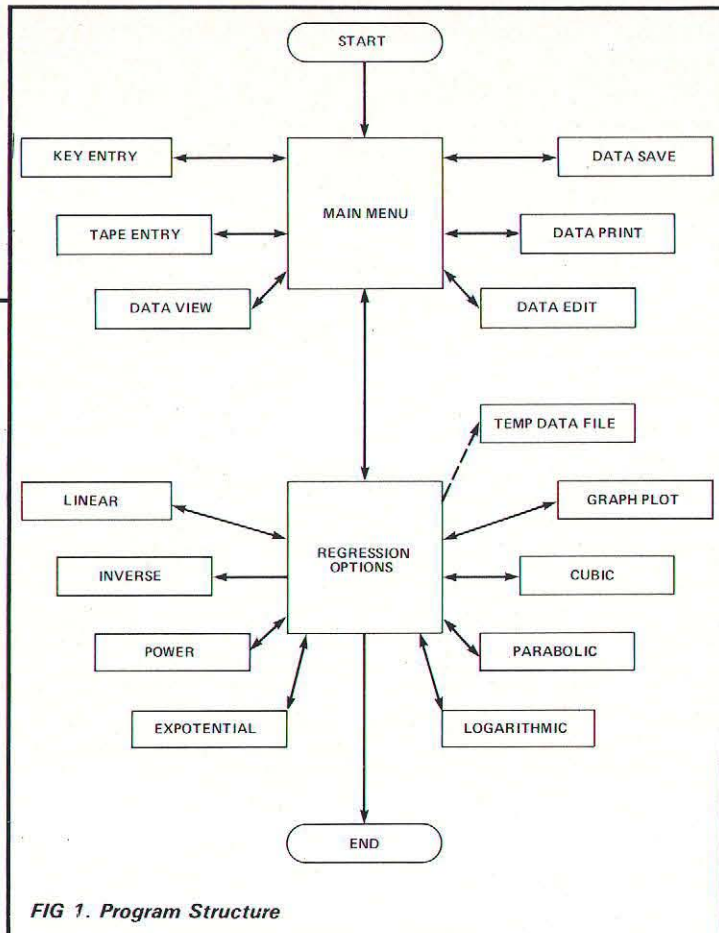 START
KEY ENTRY
DATA SAVE
MAIN MENU
TAPE ENTRY
DATA PRINT
DATA VIEW
DATA EDIT
TEMP DATA FILE
LINEAR
GRAPH PLOT
REGRESSION
OPTIONS
INVERSE
CUBIC
POWER
PARABOLIC
EXPOTENTIAL
LOGARITHMIC
END
FIG 1. Program Structure